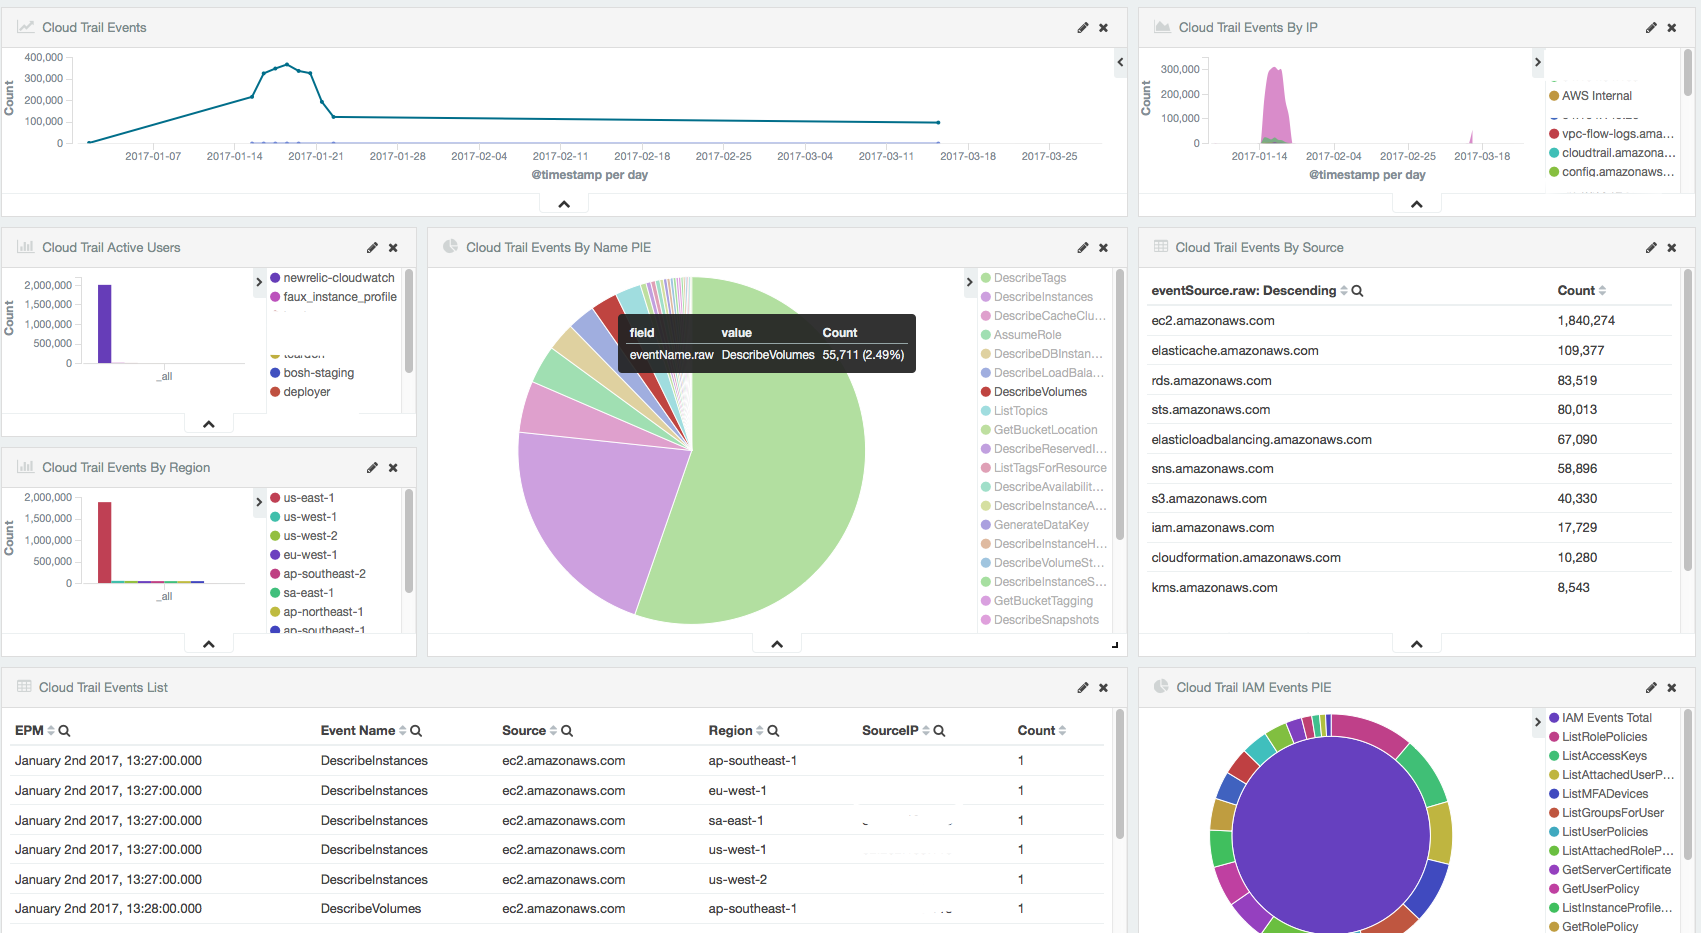 Cloud Trail Events
400,000
300,000
200,000
100,000
0
Count
2017-01-07 2017-01-14 2017-01-21 2017-01-28 2017-02-04 2017-02-11 2017-02-18 2017-02-25 2017-03-04 2017-03-11 2017-03-18 2017-03-25
@timestamp per day
Cloud Trail Events By IP
300,000
200,000
100,000
0
Count
2017-01-14 2017-02-04 2017-02-25 2017-03-18
@timestamp per day
AWS Internal
vpc-flow-logs.ama...
cloudtrail.amazona...
config.amazonaws...
Cloud Trail Active Users
2,000,000
1,500,000
1,000,000
500,000
0
Count
_all
newrelic-cloudwatch
faux_instance_profile
bosh-staging
deployer
Cloud Trail Events By Name PIE
field value Count
eventName.raw DescribeVolumes 55,711 (2.49%)
DescribeTags
DescribeInstances
DescribeCacheClu...
AssumeRole
DescribeDBInstan...
DescribeLoadBala...
DescribeVolumes
ListTopics
GetBucketLocation
DescribeReservedI...
ListTagsForResource
DescribeAvailabilit...
DescribeInstanceA...
GenerateDataKey
DescribeInstanceH...
DescribeVolumeSt...
DescribeInstanceS...
GetBucketTagging
DescribeSnapshots
Cloud Trail Events By Source
eventSource.raw: Descending Count
ec2.amazonaws.com 1,840,274
elasticache.amazonaws.com 109,377
rds.amazonaws.com 83,519
sts.amazonaws.com 80,013
elasticloadbalancing.amazonaws.com 67,090
sns.amazonaws.com 58,896
s3.amazonaws.com 40,330
iam.amazonaws.com 17,729
cloudformation.amazonaws.com 10,280
kms.amazonaws.com 8,543
Cloud Trail Events By Region
2,000,000
1,500,000
1,000,000
500,000
0
Count
_all
us-east-1
us-west-1
us-west-2
eu-west-1
ap-southeast-2
sa-east-1
ap-northeast-1
ap-southeast-1
Cloud Trail Events List
EPM Event Name Source Region SourceIP Count
January 2nd 2017, 13:27:00.000 DescribeInstances ec2.amazonaws.com ap-southeast-1 1
January 2nd 2017, 13:27:00.000 DescribeInstances ec2.amazonaws.com eu-west-1 1
January 2nd 2017, 13:27:00.000 DescribeInstances ec2.amazonaws.com sa-east-1 1
January 2nd 2017, 13:27:00.000 DescribeInstances ec2.amazonaws.com us-west-1 1
January 2nd 2017, 13:27:00.000 DescribeInstances ec2.amazonaws.com us-west-2 1
January 2nd 2017, 13:28:00.000 DescribeVolumes ec2.amazonaws.com ap-southeast-1 1
Cloud Trail IAM Events PIE
IAM Events Total
ListRolePolicies
ListAccessKeys
ListAttachedUserP...
ListMFADevices
ListGroupsForUser
ListUserPolicies
ListAttachedRoleP...
GetServerCertificate
GetUserPolicy
ListInstanceProfile...
GetRolePolicy